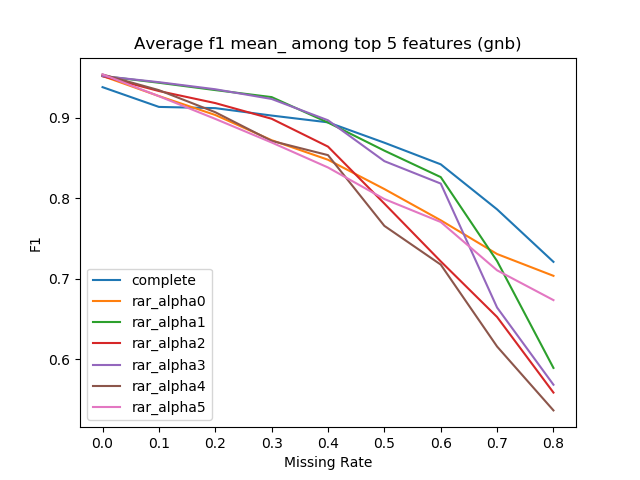 Average f1 mean_ among top 5 features (gnb)
F1
0.9
0.8
0.7
0.6
complete
rar_alpha0
rar_alpha1
rar_alpha2
rar_alpha3
rar_alpha4
rar_alpha5
0.0 0.1 0.2 0.3 0.4 0.5 0.6 0.7 0.8
Missing Rate